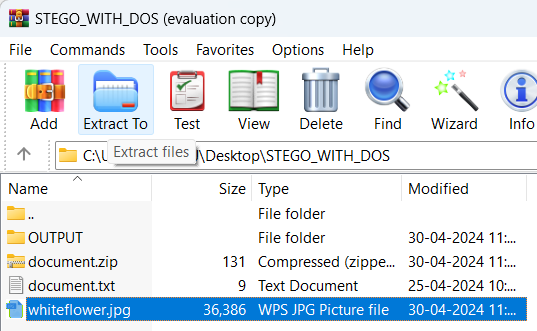 STEGO_WITH_DOS (evaluation copy)
File Commands Tools Favorites Options Help
Add Extract To Test View Delete Find Wizard Info
Extract files
C:\U J\Desktop\STEGO_WITH_DOS
Name Size Type Modified
.. File folder
OUTPUT File folder 30-04-2024 11:...
document.zip 131 Compressed (zippe... 30-04-2024 11:...
document.txt 9 Text Document 25-04-2024 10:...
whiteflower.jpg 36,386 WPS JPG Picture file 30-04-2024 11:...